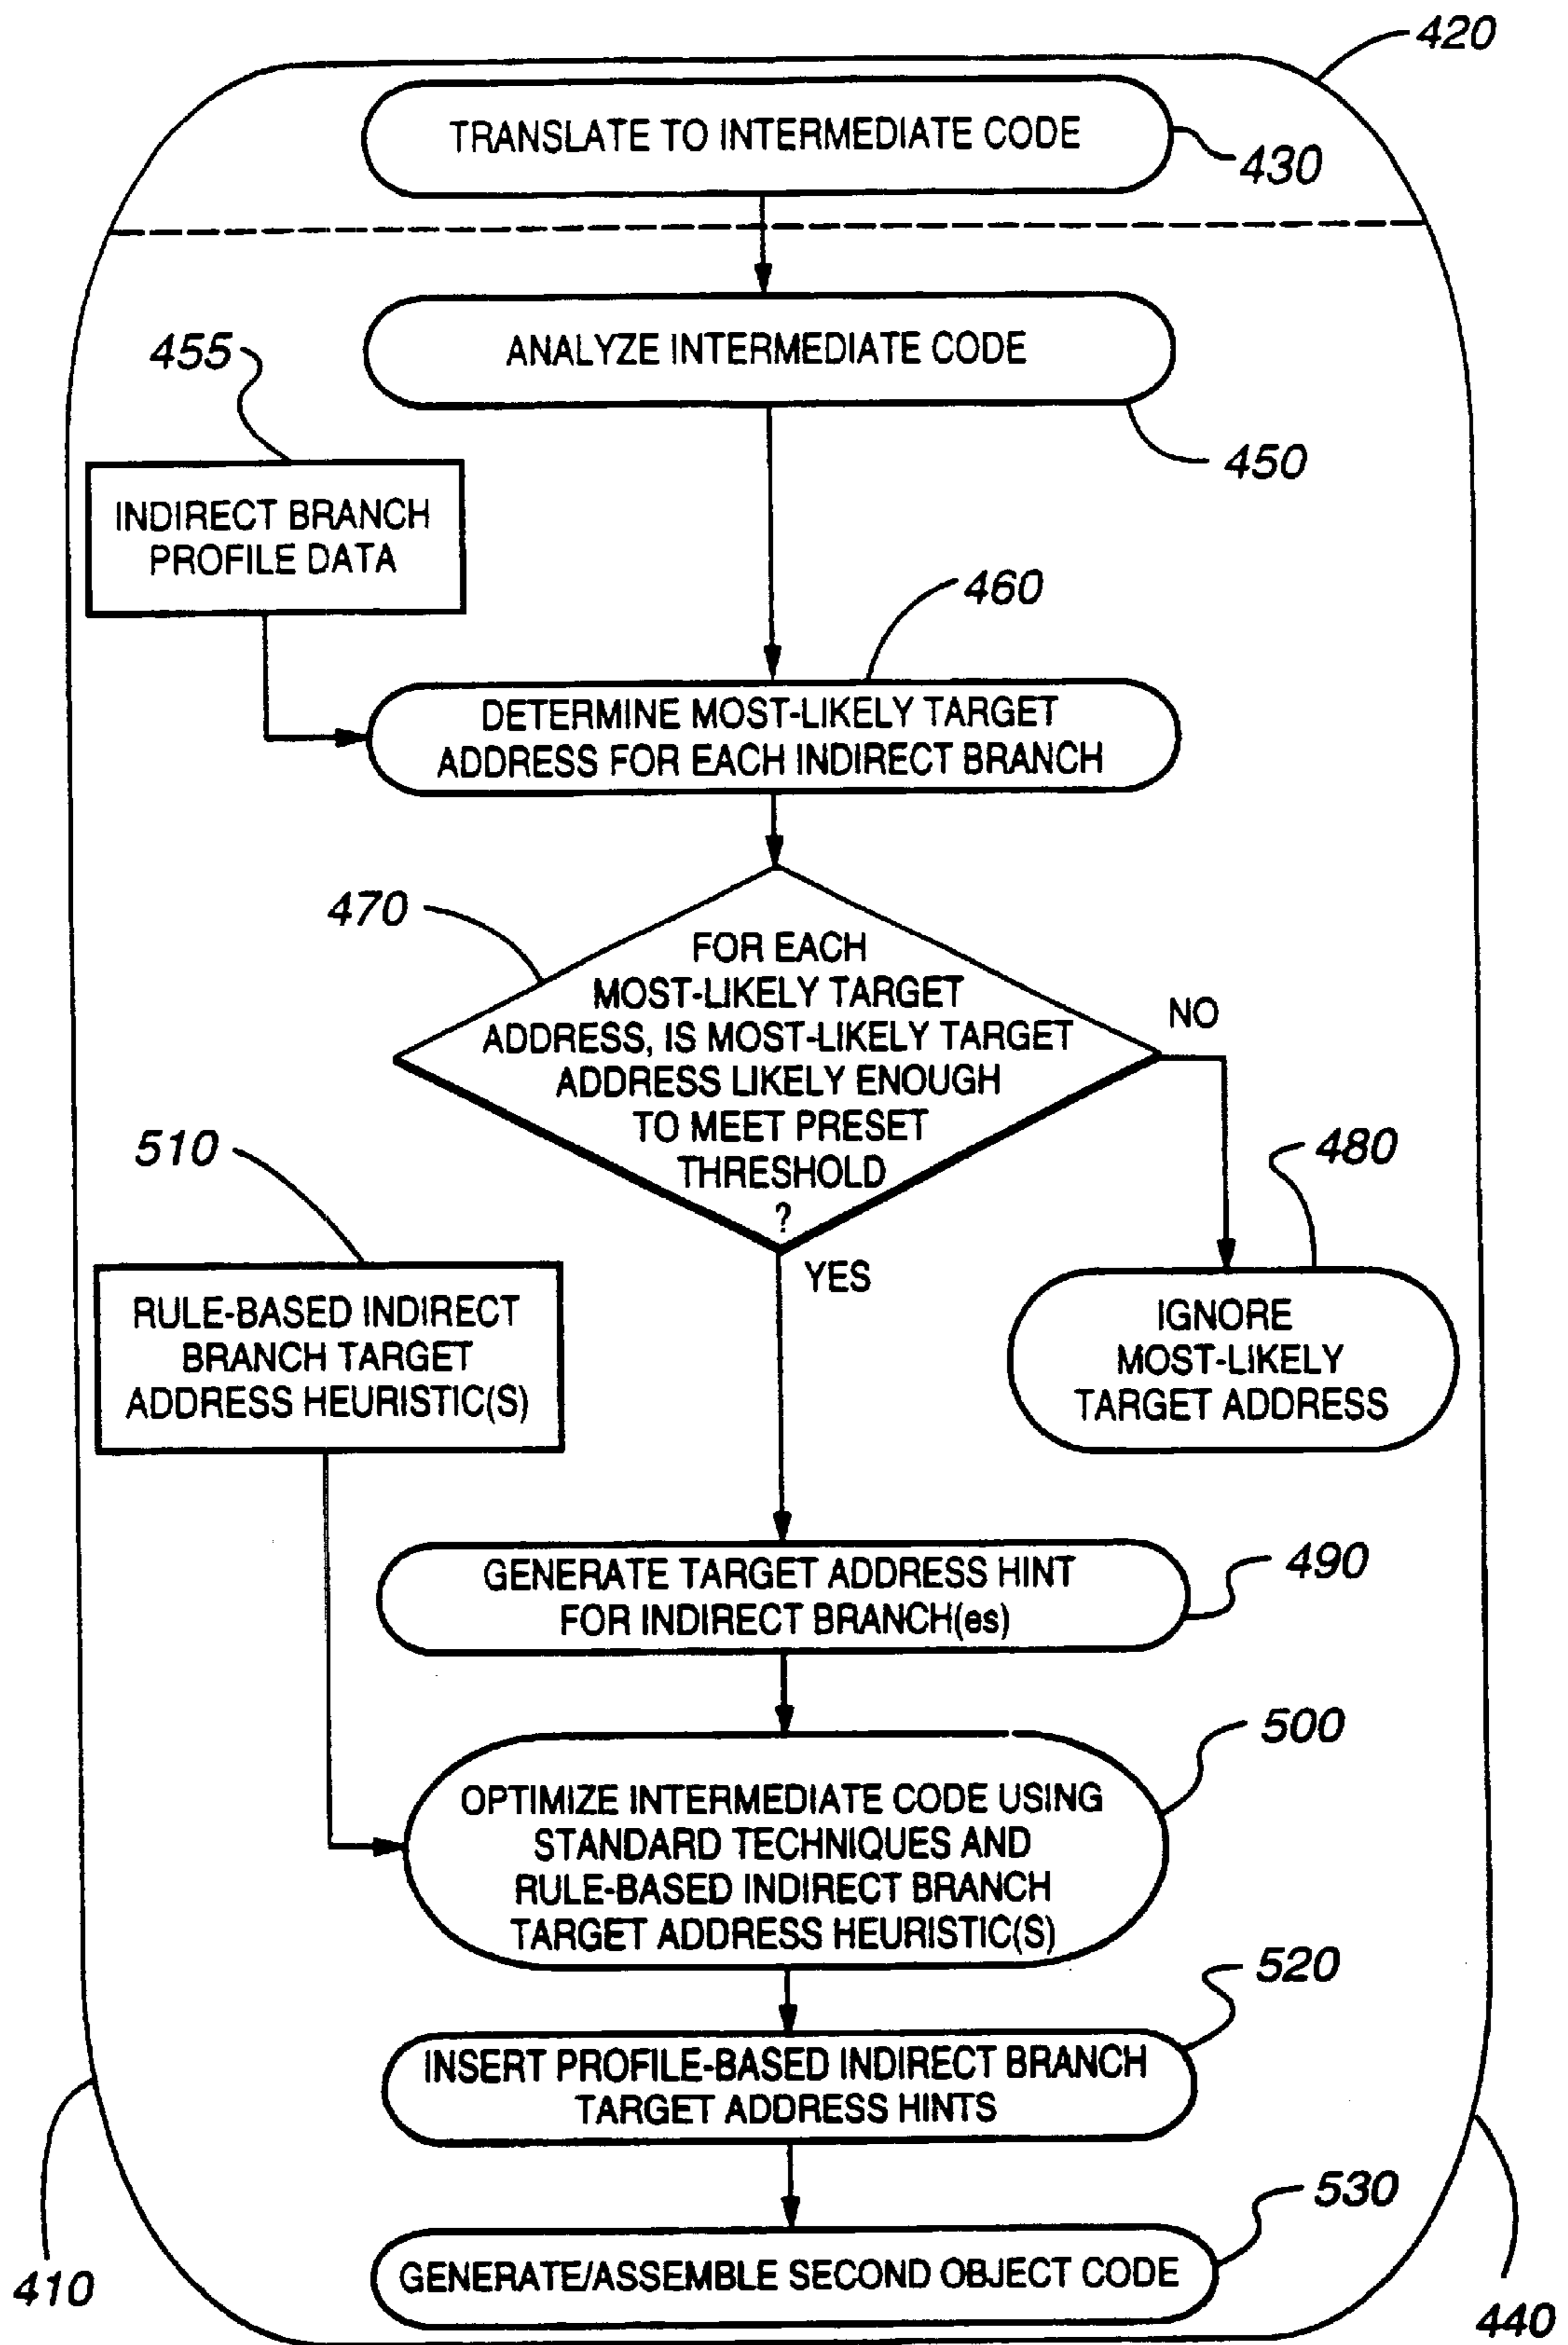 420
TRANSLATE TO INTERMEDIATE CODE
430
ANALYZE INTERMEDIATE CODE
455
450
INDIRECT BRANCH
PROFILE DATA
460
DETERMINE MOST-LIKELY TARGET
ADDRESS FOR EACH INDIRECT BRANCH
470
FOR EACH
MOST-LIKELY TARGET
ADDRESS, IS MOST-LIKELY TARGET
ADDRESS LIKELY ENOUGH
TO MEET PRESET
THRESHOLD
?
NO
YES
480
IGNORE
MOST-LIKELY
TARGET ADDRESS
510
RULE-BASED INDIRECT
BRANCH TARGET
ADDRESS HEURISTIC(S)
GENERATE TARGET ADDRESS HINT
FOR INDIRECT BRANCH(es)
490
500
OPTIMIZE INTERMEDIATE CODE USING
STANDARD TECHNIQUES AND
RULE-BASED INDIRECT BRANCH
TARGET ADDRESS HEURISTIC(S)
520
INSERT PROFILE-BASED INDIRECT BRANCH
TARGET ADDRESS HINTS
530
GENERATE/ASSEMBLE SECOND OBJECT CODE
410
440